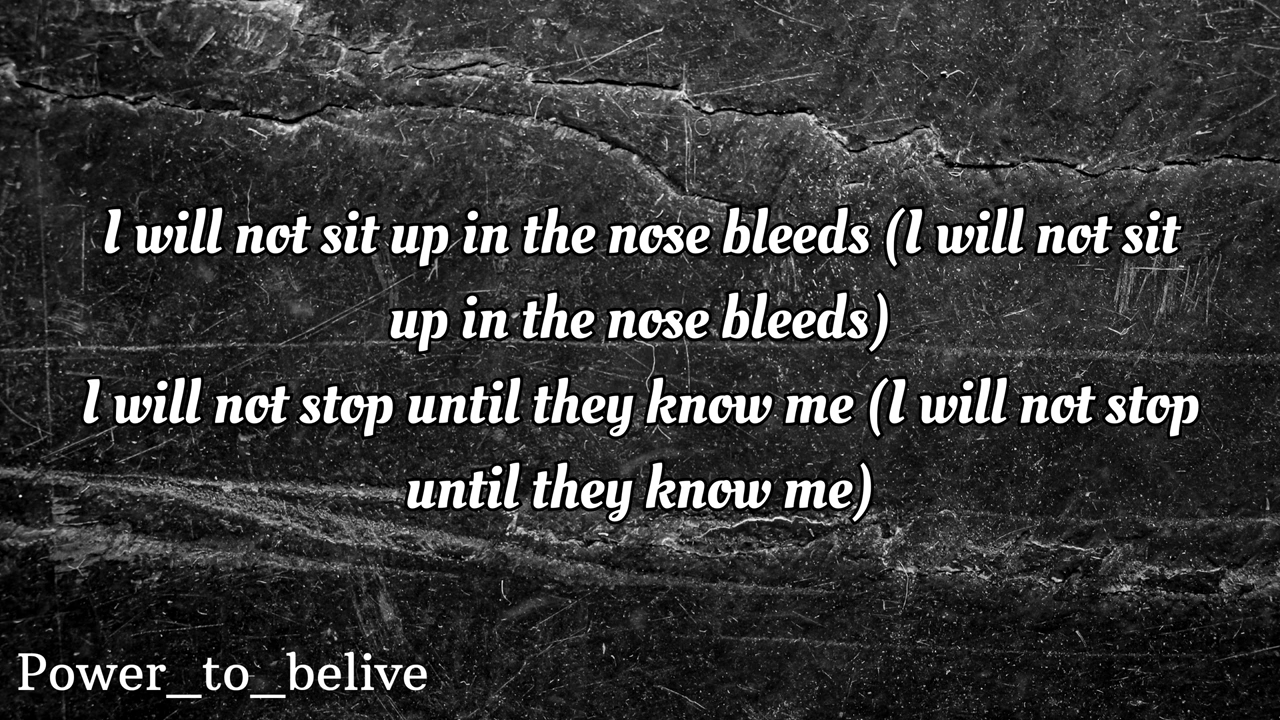 I will not sit up in the nose bleeds (I will not sit
up in the nose bleeds)
I will not stop until they know me (I will not stop
until they know me)
Power_to_belive